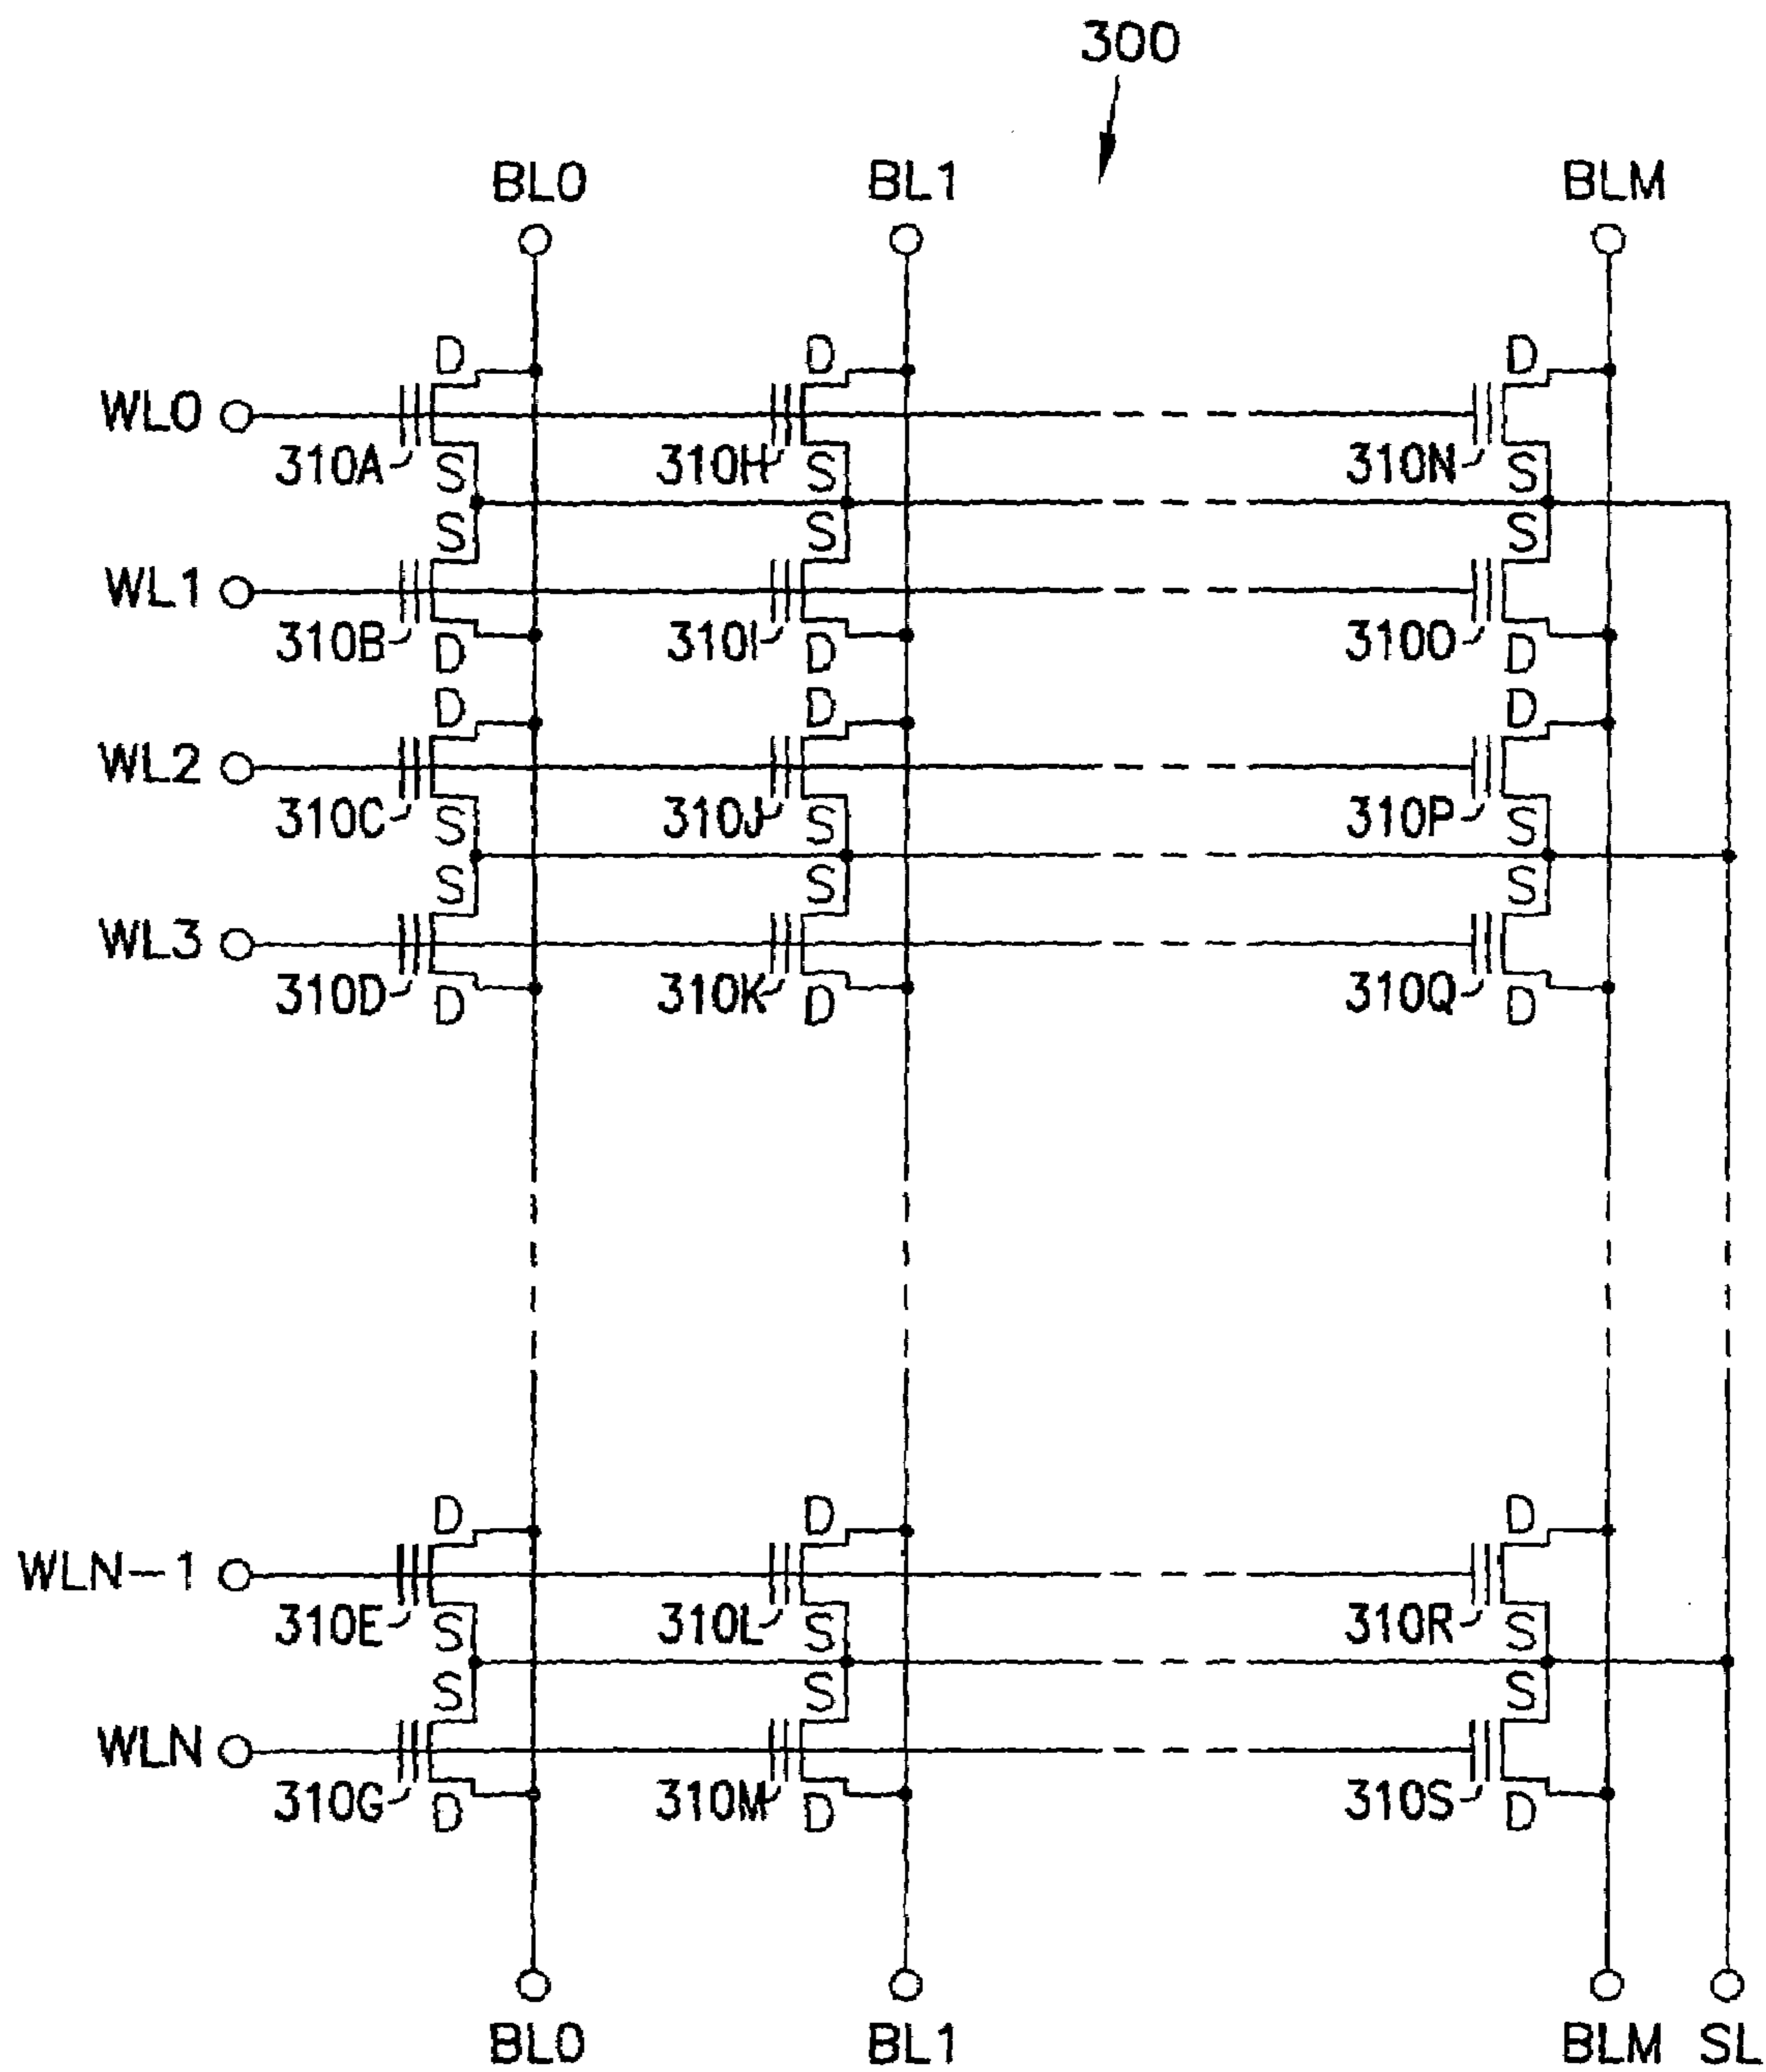 300
BL0 BL1 BLM
D D D
WL0
310A 310H 310N
S S S
S S S
WL1
310B 310I 310O
D D D
D D D
WL2
310C 310J 310P
S S S
S S S
WL3
310D 310K 310Q
D D D
D D D
WLN-1
310E 310L 310R
S S S
S S S
WLN
310G 310M 310S
D D D
BL0 BL1 BLM SL